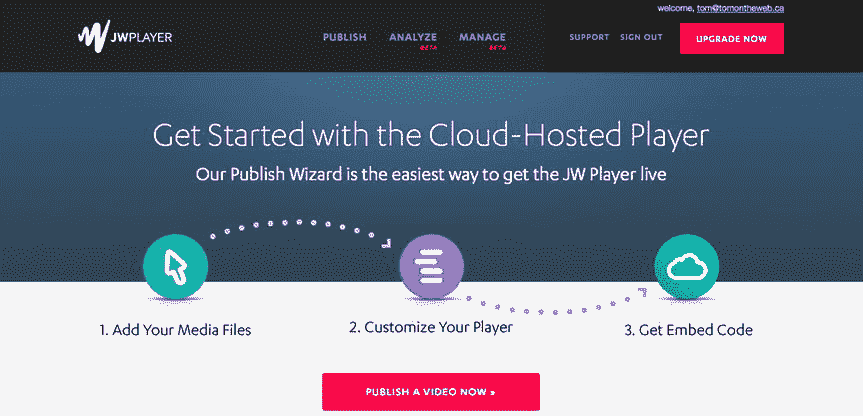 welcome, tom@tomontheweb.ca
JWPLAYER
PUBLISH ANALYZE MANAGE SUPPORT SIGN OUT UPGRADE NOW
BETA BETA
Get Started with the Cloud-Hosted Player
Our Publish Wizard is the easiest way to get the JW Player live
1. Add Your Media Files 2. Customize Your Player 3. Get Embed Code
PUBLISH A VIDEO NOW »